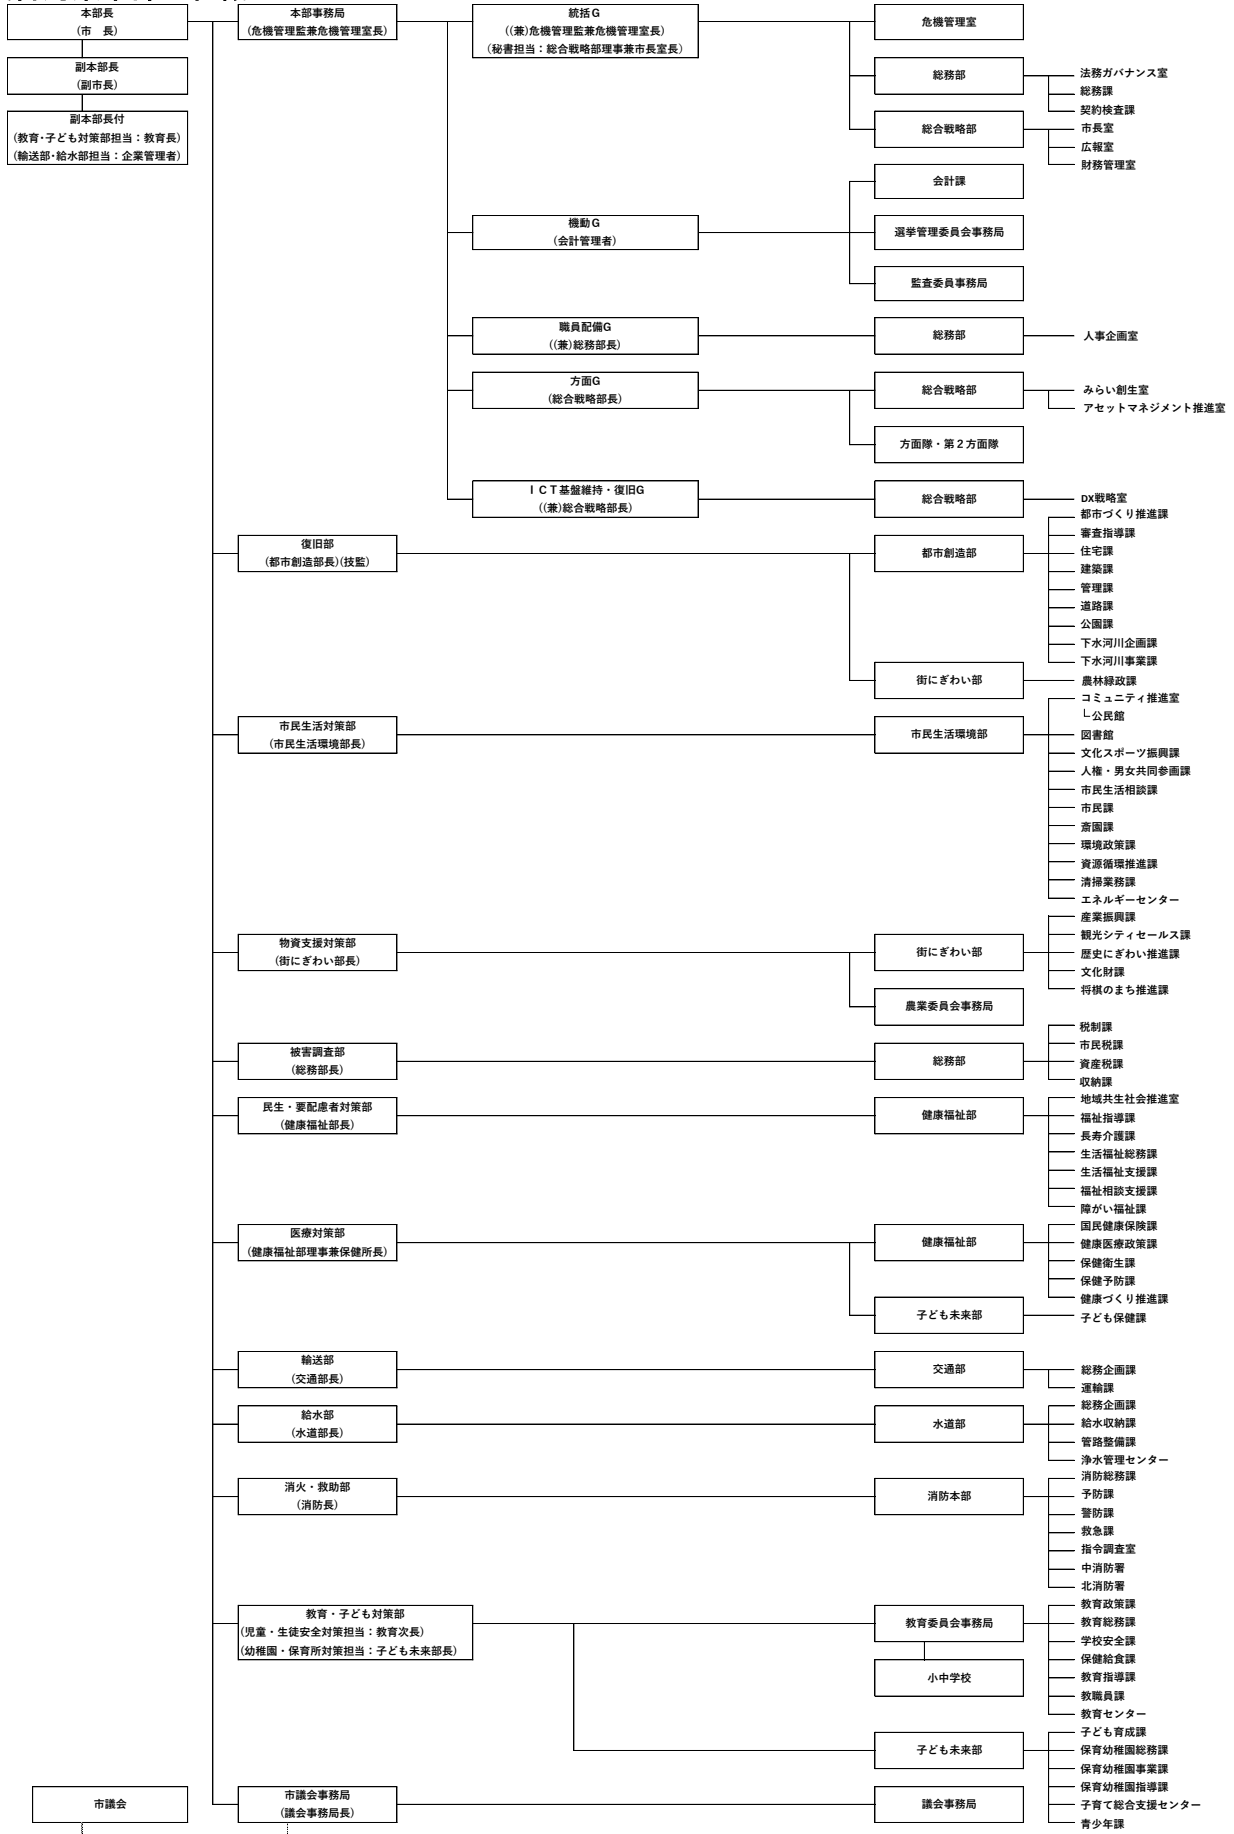 本部長
(市　長)
副本部長
(副市長)
副本部長付
(教育・子ども対策部担当：教育長)
(輸送部・給水部担当：企業管理者)
本部事務局
(危機管理監兼危機管理室長)
統括G
((兼)危機管理監兼危機管理室長)
(秘書担当：総合戦略部理事兼市長室長)
危機管理室
総務部
法務ガバナンス室
総務課
契約検査課
総合戦略部
市長室
広報室
財務管理室
機動G
(会計管理者)
会計課
選挙管理委員会事務局
監査委員事務局
職員配備G
((兼)総務部長)
総務部
人事企画室
方面G
(総合戦略部長)
総合戦略部
みらい創生室
アセットマネジメント推進室
方面隊・第２方面隊
ＩＣＴ基盤維持・復旧G
((兼)総合戦略部長)
総合戦略部
DX戦略室
復旧部
(都市創造部長)(技監)
都市創造部
都市づくり推進課
審査指導課
住宅課
建築課
管理課
道路課
公園課
下水河川企画課
下水河川事業課
街にぎわい部
農林緑政課
市民生活対策部
(市民生活環境部長)
市民生活環境部
コミュニティ推進室
└公民館
図書館
文化スポーツ振興課
人権・男女共同参画課
市民生活相談課
市民課
斎園課
環境政策課
資源循環推進課
清掃業務課
エネルギーセンター
物資支援対策部
(街にぎわい部長)
街にぎわい部
産業振興課
観光シティセールス課
歴史にぎわい推進課
文化財課
将棋のまち推進課
農業委員会事務局
被害調査部
(総務部長)
総務部
税制課
市民税課
資産税課
収納課
民生・要配慮者対策部
(健康福祉部長)
健康福祉部
地域共生社会推進室
福祉指導課
長寿介護課
生活福祉総務課
生活福祉支援課
福祉相談支援課
障がい福祉課
医療対策部
(健康福祉部理事兼保健所長)
健康福祉部
国民健康保険課
健康医療政策課
保健衛生課
保健予防課
健康づくり推進課
子ども未来部
子ども保健課
輸送部
(交通部長)
交通部
総務企画課
運輸課
給水部
(水道部長)
水道部
総務企画課
給水収納課
管路整備課
浄水管理センター
消火・救助部
(消防長)
消防本部
消防総務課
予防課
警防課
救急課
指令調査室
中消防署
北消防署
教育・子ども対策部
(児童・生徒安全対策担当：教育次長)
(幼稚園・保育所対策担当：子ども未来部長)
教育委員会事務局
小中学校
教育政策課
教育総務課
学校安全課
保健給食課
教育指導課
教職員課
教育センター
子ども未来部
子ども育成課
保育幼稚園総務課
保育幼稚園事業課
保育幼稚園指導課
子育て総合支援センター
青少年課
市議会
市議会事務局
(議会事務局長)
議会事務局